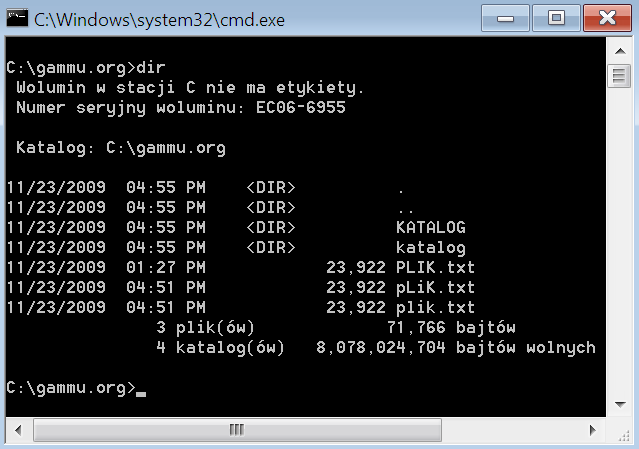 C:\Windows\system32\cmd.exe
C:\gammu.org>dir
Wolumin w stacji C nie ma etykiety.
Numer seryjny woluminu: EC06-6955
Katalog: C:\gammu.org
11/23/2009  04:55 PM    <DIR>          .
11/23/2009  04:55 PM    <DIR>          ..
11/23/2009  04:55 PM    <DIR>          KATALOG
11/23/2009  04:55 PM    <DIR>          katalog
11/23/2009  01:27 PM            23,922 PLIK.txt
11/23/2009  04:51 PM            23,922 pLiK.txt
11/23/2009  04:51 PM            23,922 plik.txt
3 plik(ów)             71,766 bajtów
4 katalog(ów)   8,078,024,704 bajtów wolnych
C:\gammu.org>_